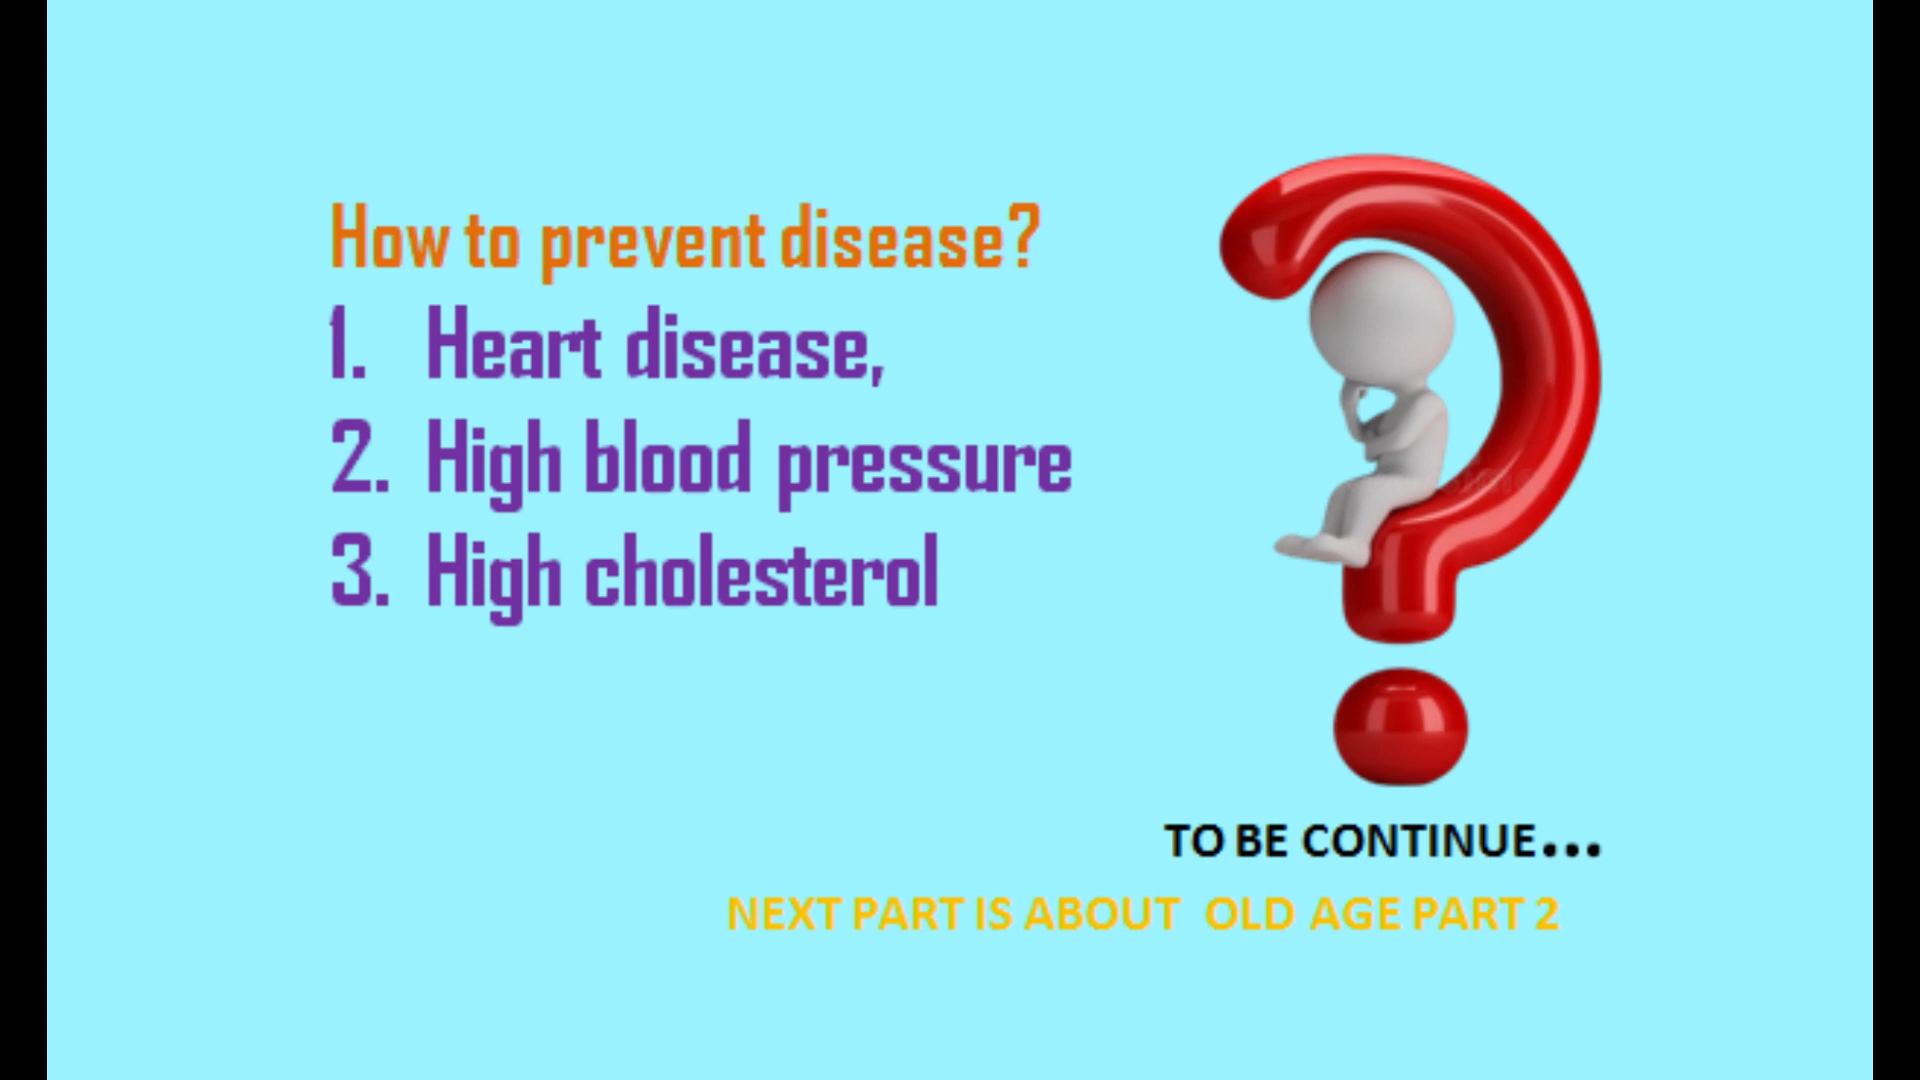 How to prevent disease?
1. Heart disease,
2. High blood pressure
3. High cholesterol
TO BE CONTINUE...
NEXT PART IS ABOUT OLD AGE PART 2